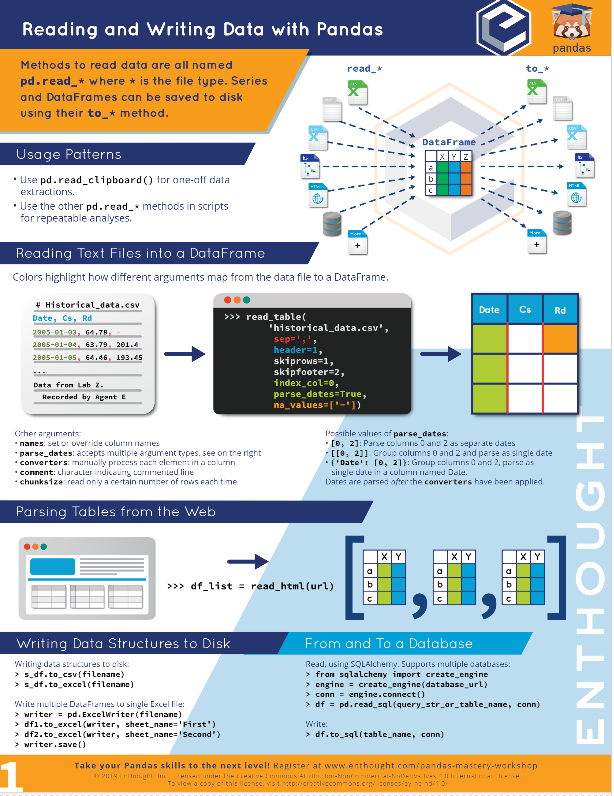 Reading and Writing Data with Pandas
pandas
Methods to read data are all named
pd.read_* where * is the file type. Series
and DataFrames can be saved to disk
using their to_* method.
read_*
to_*
DataFrame
X Y Z
a
b
c
X
X
CSV
CSV
h5
h5
HTML
HTML
More
+
More
+
Usage Patterns
• Use pd.read_clipboard() for one-off data
extractions.
• Use the other pd.read_* methods in scripts
for repeatable analyses.
Reading Text Files into a DataFrame
Colors highlight how different arguments map from the data file to a DataFrame.
# Historical_data.csv
Date, Cs, Rd
2005-01-03, 64.78, -
2005-01-04, 63.79, 201.4
2005-01-05, 64.46, 193.45
...
Data from Lab Z.
Recorded by Agent E
>>> read_table(
'historical_data.csv',
sep=',',
header=1,
skiprows=1,
skipfooter=2,
index_col=0,
parse_dates=True,
na_values=['-'])
Date Cs Rd
Other arguments:
• names: set or override column names
• parse_dates: accepts multiple argument types, see on the right
• converters: manually process each element in a column
• comment: character indicating commented line
• chunksize: read only a certain number of rows each time
Possible values of parse_dates:
• [0, 2]: Parse columns 0 and 2 as separate dates
• [[0, 2]]: Group columns 0 and 2 and parse as single date
• {'Date': [0, 2]}: Group columns 0 and 2, parse as
single date in a column named Date.
Dates are parsed after the converters have been applied.
ENTHOUGHT
Parsing Tables from the Web
>>> df_list = read_html(url)
[ , , ]
X Y
a
b
c
X Y
a
b
c
X Y
a
b
c
Writing Data Structures to Disk
Writing data structures to disk:
> s_df.to_csv(filename)
> s_df.to_excel(filename)
Write multiple DataFrames to single Excel file:
> writer = pd.ExcelWriter(filename)
> df1.to_excel(writer, sheet_name='First')
> df2.to_excel(writer, sheet_name='Second')
> writer.save()
From and To a Database
Read, using SQLAlchemy. Supports multiple databases:
> from sqlalchemy import create_engine
> engine = create_engine(database_url)
> conn = engine.connect()
> df = pd.read_sql(query_str_or_table_name, conn)
Write:
> df.to_sql(table_name, conn)
1
Take your Pandas skills to the next level! Register at www.enthought.com/pandas-mastery-workshop
© 2019 Enthought, Inc., licensed under the Creative Commons Attribution-NonCommercial-NoDerivatives 4.0 International License.
To view a copy of this license, visit http://creativecommons.org/licenses/by-nc-nd/4.0/